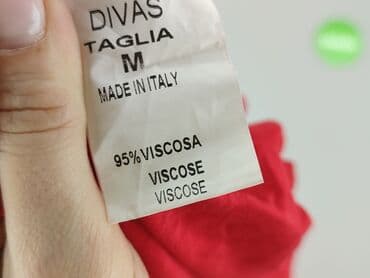 DIVAS
TAGLIA
M
MADE IN ITALY
95% VISCOSA
VISCOSE
VISCOSE